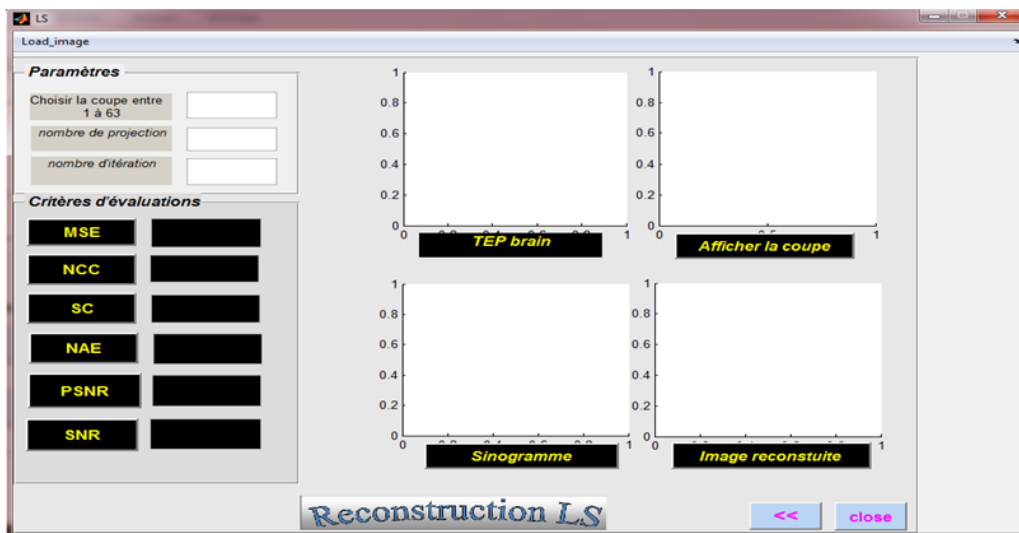 LS
Load_image
Paramètres
Choisir la coupe entre
1 à 63
nombre de projection
nombre d'itération
Critères d'évaluations
MSE
NCC
SC
NAE
PSNR
SNR
1
0.8
0.6
0.4
0.2
0
0
1
TEP brain
1
0.8
0.6
0.4
0.2
0
0
1
Afficher la coupe
1
0.8
0.6
0.4
0.2
0
0
1
Sinogramme
1
0.8
0.6
0.4
0.2
0
0
1
Image reconstuite
Reconstruction LS
<<
close